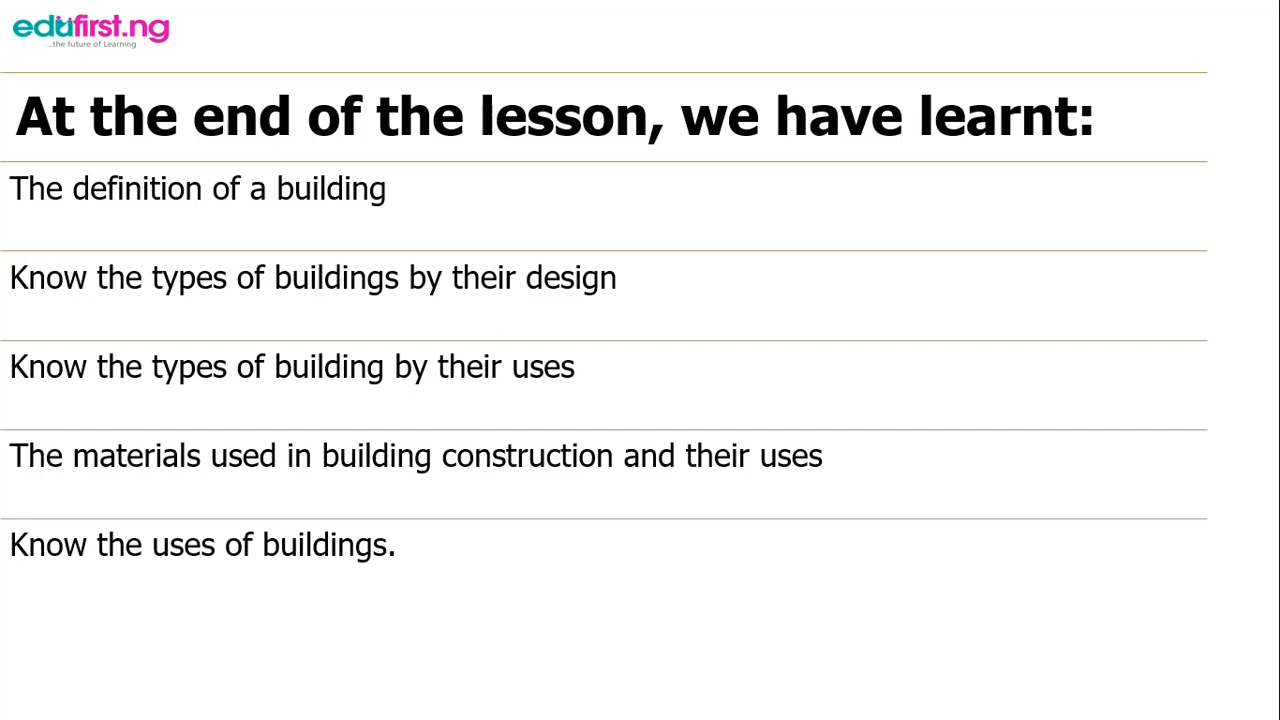 edufirst.ng
...the future of Learning
At the end of the lesson, we have learnt:
The definition of a building
Know the types of buildings by their design
Know the types of building by their uses
The materials used in building construction and their uses
Know the uses of buildings.